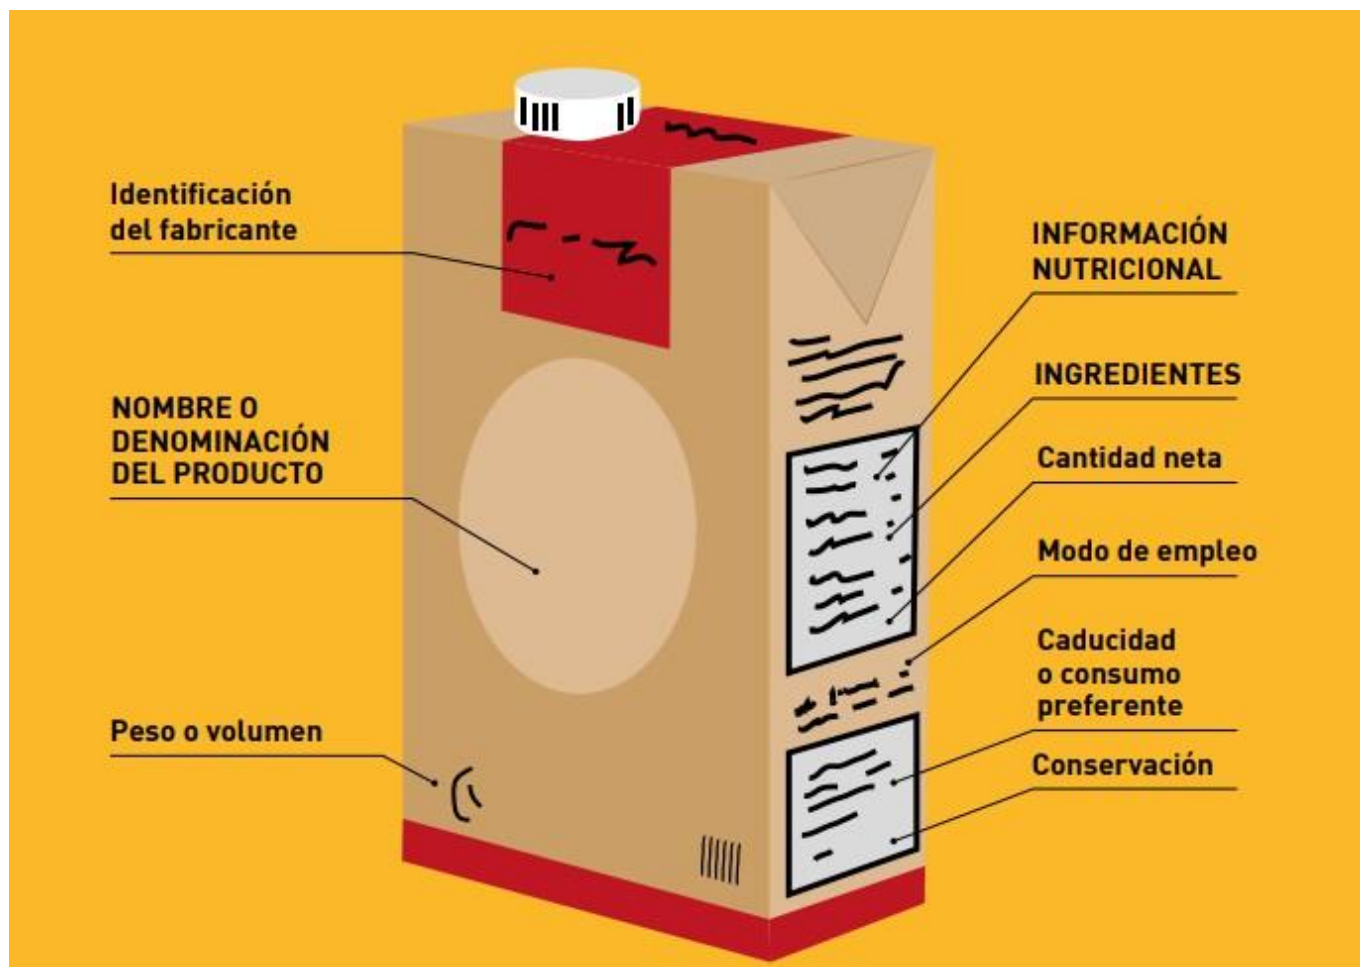 Identificación
del fabricante
NOMBRE O
DENOMINACIÓN
DEL PRODUCTO
Peso o volumen
INFORMACIÓN
NUTRICIONAL
INGREDIENTES
Cantidad neta
Modo de empleo
Caducidad
o consumo
preferente
Conservación